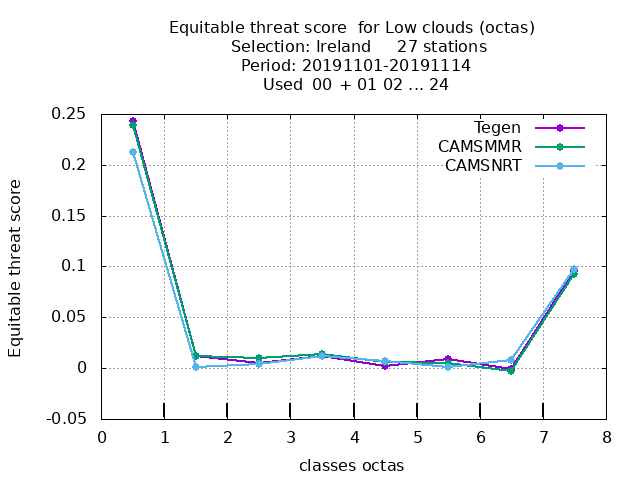 Equitable threat score  for Low clouds (octas)
Selection: Ireland     27 stations
Period: 20191101-20191114
Used  00 + 01 02 ... 24
Tegen
CAMSMMR
CAMSNRT
Equitable threat score
0.25
0.2
0.15
0.1
0.05
0
-0.05
0 1 2 3 4 5 6 7 8
classes octas